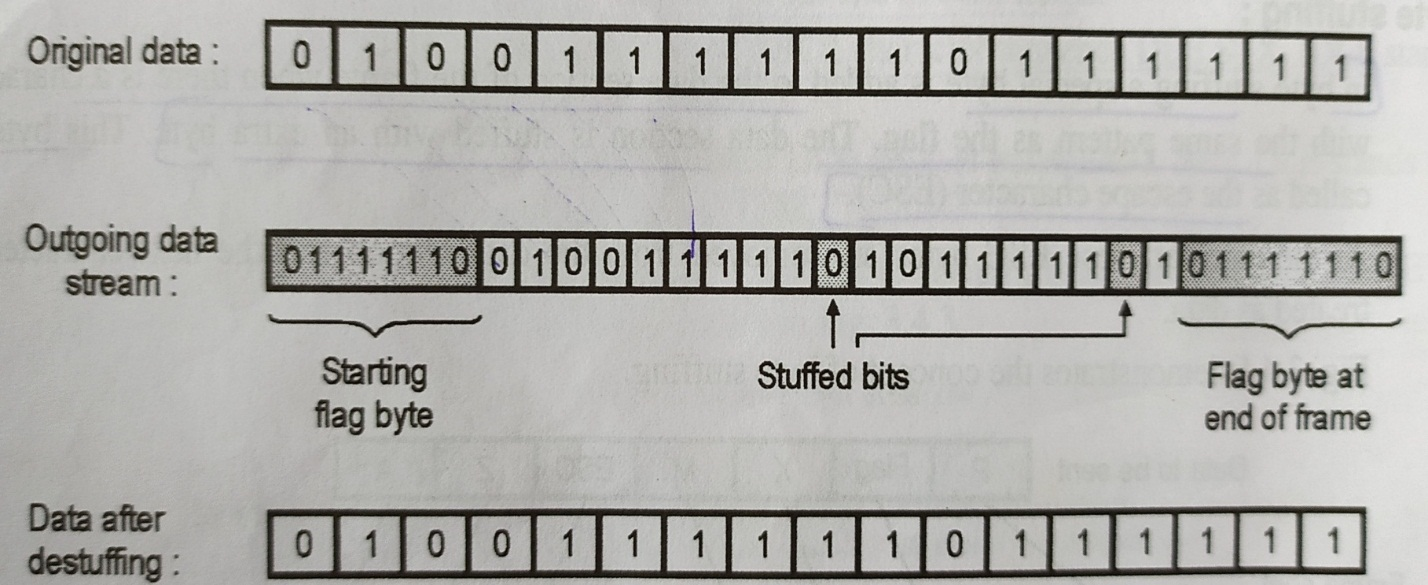 Original data : 0 1 0 0 1 1 1 1 1 1 0 1 1 1 1 1 1
Outgoing data
stream : 01111110 0 1 0 0 1 1 1 1 1 0 1 0 1 1 1 1 1 0 1 01111110
Starting
flag byte
Stuffed bits
Flag byte at
end of frame
Data after
destuffing : 0 1 0 0 1 1 1 1 1 1 0 1 1 1 1 1 1